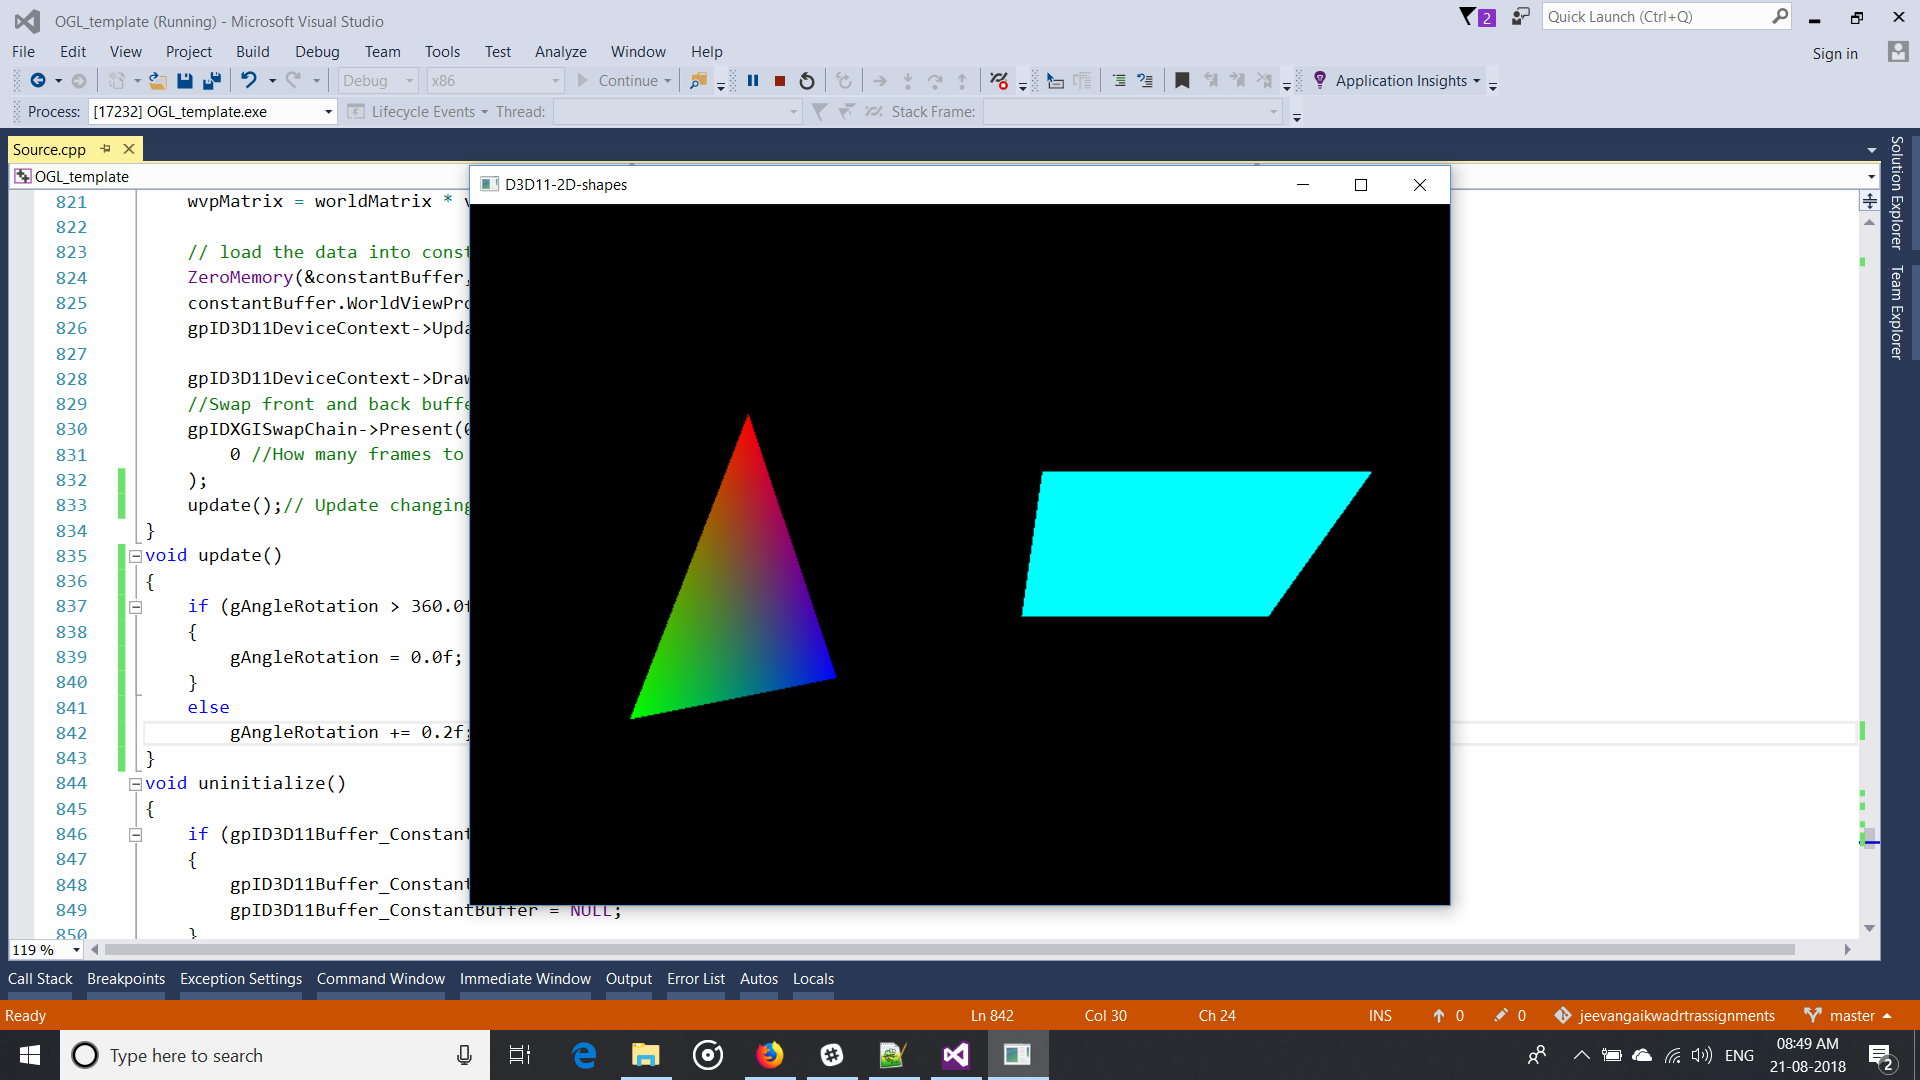 OGL_template (Running) - Microsoft Visual Studio
2
Quick Launch (Ctrl+Q)
File Edit View Project Build Debug Team Tools Test Analyze Window Help
Sign in
Debug x86 Continue Application Insights
Process: [17232] OGL_template.exe Lifecycle Events Thread: Stack Frame:
Source.cpp
OGL_template
Solution Explorer
Team Explorer
D3D11-2D-shapes
821 wvpMatrix = worldMatrix *
822
823 // load the data into const
824 ZeroMemory(&constantBuffer,
825 constantBuffer.WorldViewPro
826 gpID3D11DeviceContext->Upda
827
828 gpID3D11DeviceContext->Draw
829 //Swap front and back buffe
830 gpIDXGISwapChain->Present(0
831 0 //How many frames to
832 );
833 update();// Update changing
834 }
835 void update()
836 {
837 if (gAngleRotation > 360.0f
838 {
839 gAngleRotation = 0.0f;
840 }
841 else
842 gAngleRotation += 0.2f;
843 }
844 void uninitialize()
845 {
846 if (gpID3D11Buffer_Constant
847 {
848 gpID3D11Buffer_Constant
849 gpID3D11Buffer_ConstantBuffer = NULL;
850 }
119 %
Call Stack Breakpoints Exception Settings Command Window Immediate Window Output Error List Autos Locals
Ready Ln 842 Col 30 Ch 24 INS 0 0 jeevangaikwadrtrassignments master
Type here to search
ENG
08:49 AM
21-08-2018
2